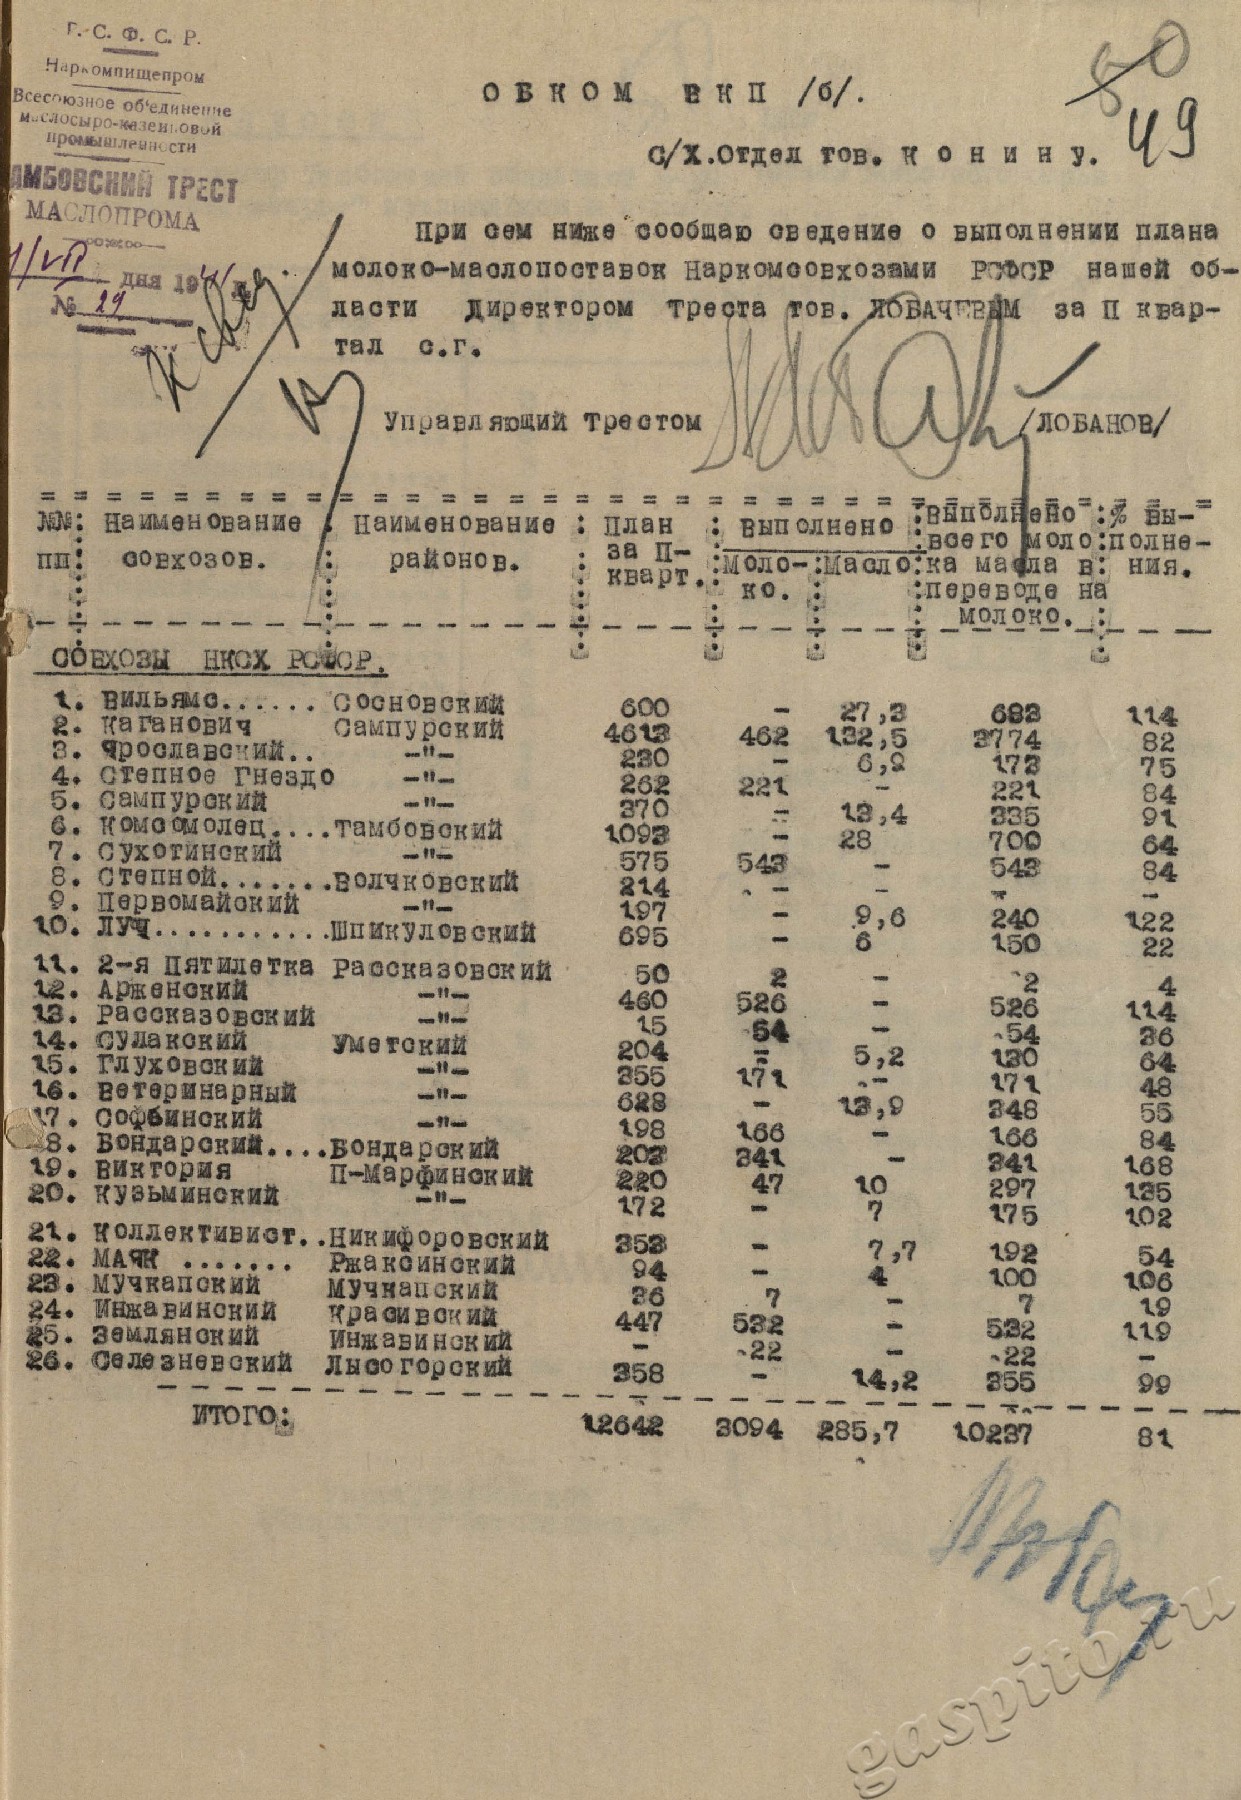 Г.С.Ф.С.Р.
Наркомпищепром
Всесоюзное об'единение
маслосыро-казеиновой
промышленности
АМБОВСКИЙ ТРЕСТ
МАСЛОПРОМА
дня 19
№ 29
80
49
ОБКОМ ВКП /б/.
С/Х.Отдел тов. К О Н И Н У.
При сем ниже сообщаю сведение о выполнении плана
молоко-маслопоставок Наркомсовхозами РСФСР нашей об-
ласти Директором Треста тов. ЛОБАЧЕВЫМ за П квар-
тал с.г.
Управляющий трестом /ЛОБАНОВ/
№№ пп : Наименование совхозов. : Наименование районов. : План за П-кварт. : Выполнено Моло-ко. : Масло : Выполнено всего моло ка масла в переводе на молоко. : % вы-полне-ния.
СОВХОЗЫ НКСХ РСФСР.
1. Вильямс...... Сосновский 600 - 27,3 683 114
2. Каганович Сампурский 4613 462 132,5 3774 82
3. Ярославский.. -"- 230 - 6,9 173 75
4. Степное Гнездо -"- 262 221 - 221 84
5. Сампурский -"- 370 - 13,4 335 91
6. Комсомолец....Тамбовский 1093 - 28 700 64
7. Сухотинский -"- 575 543 - 543 84
8. Степной.......Волчковский 214 - - - -
9. Первомайский -"- 197 - 9,6 240 122
10. ЛУЧ...........Шпикуловский 695 - 6 150 22
11. 2-я Пятилетка Рассказовский 50 2 - 2 4
12. Арженский -"- 460 526 - 526 114
13. Рассказовский -"- 15 54 - 54 36
14. Сулакский Уметский 204 - 5,2 130 64
15. Глуховский -"- 355 171 - 171 48
16. Ветеринарный -"- 628 - 13,9 348 55
17. Софьинский -"- 198 166 - 166 84
18. Бондарский....Бондарский 203 341 - 341 168
19. Виктория П-Марфинский 220 47 10 297 135
20. Кузьминский -"- 172 - 7 175 102
21. Коллективист..Никифоровский 353 - 7,7 192 54
22. МАЯК ....... Ржаксинский 94 - 4 100 106
23. Мучкапский Мучкапский 36 7 - 7 19
24. Инжавинский Красивский 447 532 - 532 119
25. Землянский Инжавинский - 22 - 22 -
26. Селезневский Лысогорский 358 - 14,2 355 99
ИТОГО: 12642 3094 285,7 10237 81
gaspito.ru